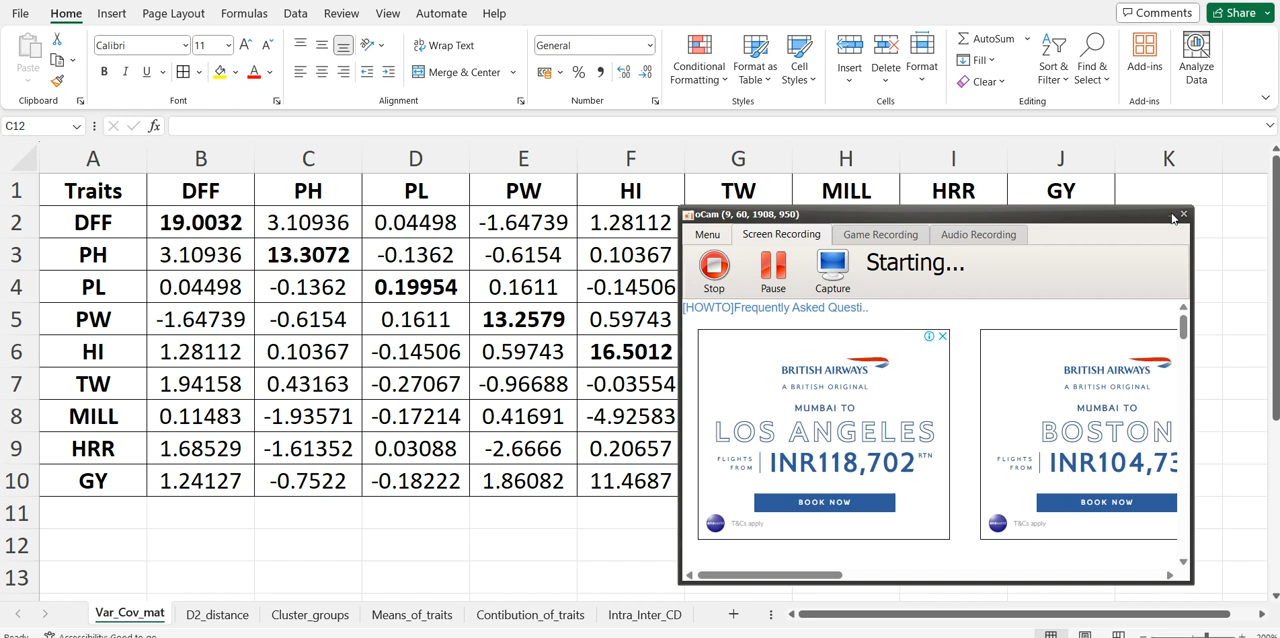 File Home Insert Page Layout Formulas Data Review View Automate Help Comments Share
Paste Calibri 11 Wrap Text General Conditional Formatting Format as Table Cell Styles Insert Delete Format AutoSum Fill Clear Sort & Filter Find & Select Add-ins Analyze Data
B I U A Merge & Center % 9
Clipboard Font Alignment Number Styles Cells Editing Add-ins
C12 fx
A B C D E F G H I J K
1 Traits DFF PH PL PW HI TW MILL HRR GY
2 DFF 19.0032 3.10936 0.04498 -1.64739 1.28112
3 PH 3.10936 13.3072 -0.1362 -0.6154 0.10367
4 PL 0.04498 -0.1362 0.19954 0.1611 -0.14506
5 PW -1.64739 -0.6154 0.1611 13.2579 0.59743
6 HI 1.28112 0.10367 -0.14506 0.59743 16.5012
7 TW 1.94158 0.43163 -0.27067 -0.96688 -0.03554
8 MILL 0.11483 -1.93571 -0.17214 0.41691 -4.92583
9 HRR 1.68529 -1.61352 0.03088 -2.6666 0.20657
10 GY 1.24127 -0.7522 -0.18222 1.86082 11.4687
11
12
13
oCam (9, 60, 1908, 950)
Menu Screen Recording Game Recording Audio Recording
Stop Pause Capture Starting...
[HOWTO]Frequently Asked Questi..
BRITISH AIRWAYS
A BRITISH ORIGINAL
MUMBAI TO
LOS ANGELES
FLIGHTS FROM INR118,702 RTN
BOOK NOW
T&Cs apply
BRITISH AIRWAYS
A BRITISH ORIGINAL
MUMBAI TO
BOSTON
FLIGHTS FROM INR104,73
BOOK NOW
T&Cs apply
Var_Cov_mat D2_distance Cluster_groups Means_of_traits Contibution_of_traits Intra_Inter_CD
Ready Accessibility: Good to go 200%